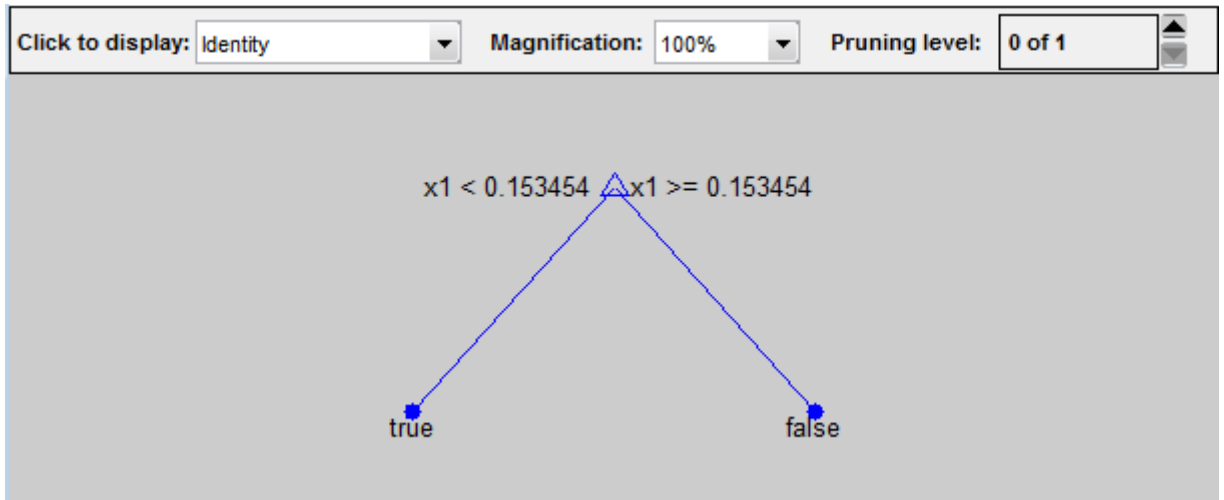 Click to display: Identity Magnification: 100% Pruning level: 0 of 1
x1 < 0.153454 x1 >= 0.153454
true false